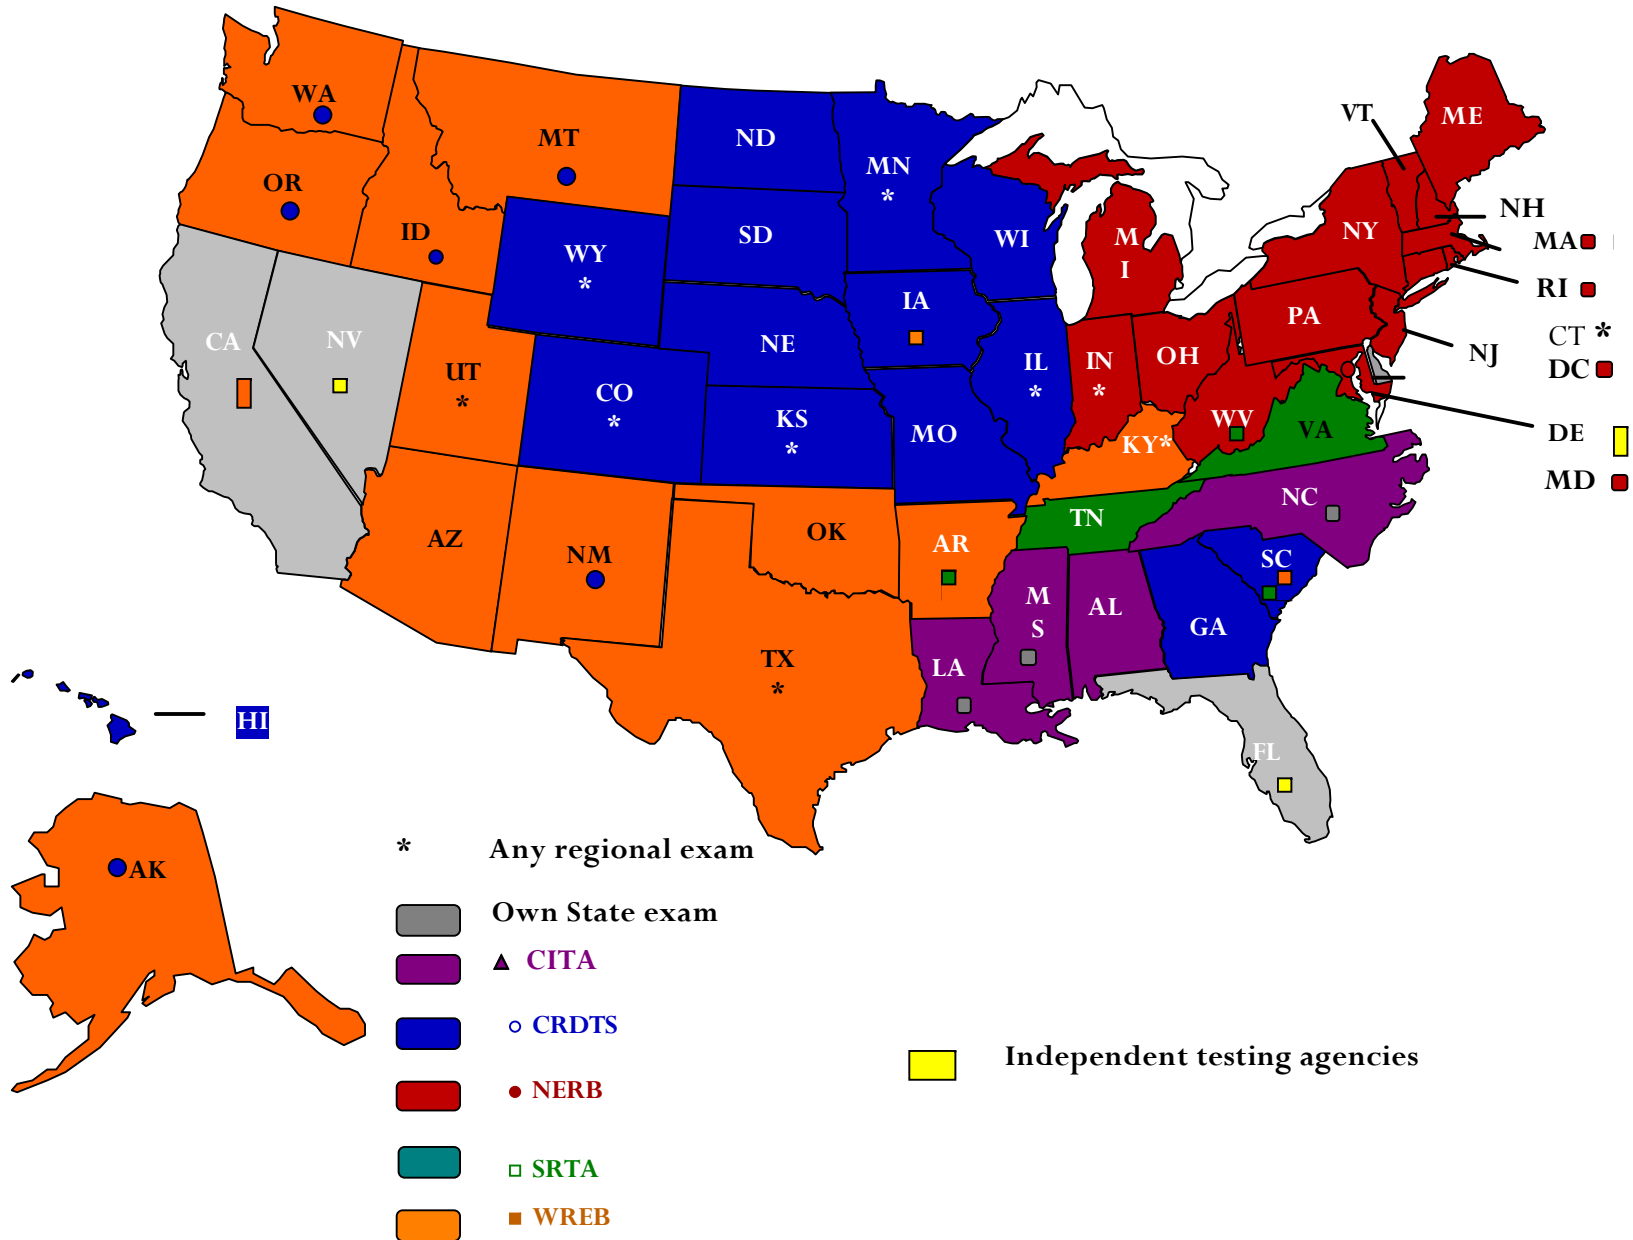 WA
MT
ND
MN
*
VT
ME
OR
ID
WY
*
SD
WI
M
I
NY
NH
MA
RI
CT *
NJ
DC
DE
MD
CA
NV
UT
*
CO
*
NE
KS
*
IA
MO
IL
*
IN
*
OH
PA
WV
VA
KY*
AZ
NM
OK
AR
TN
NC
SC
TX
*
LA
M
S
AL
GA
FL
HI
AK
* Any regional exam
Own State exam
CITA
CRDTS
NERB
SRTA
WREB
Independent testing agencies